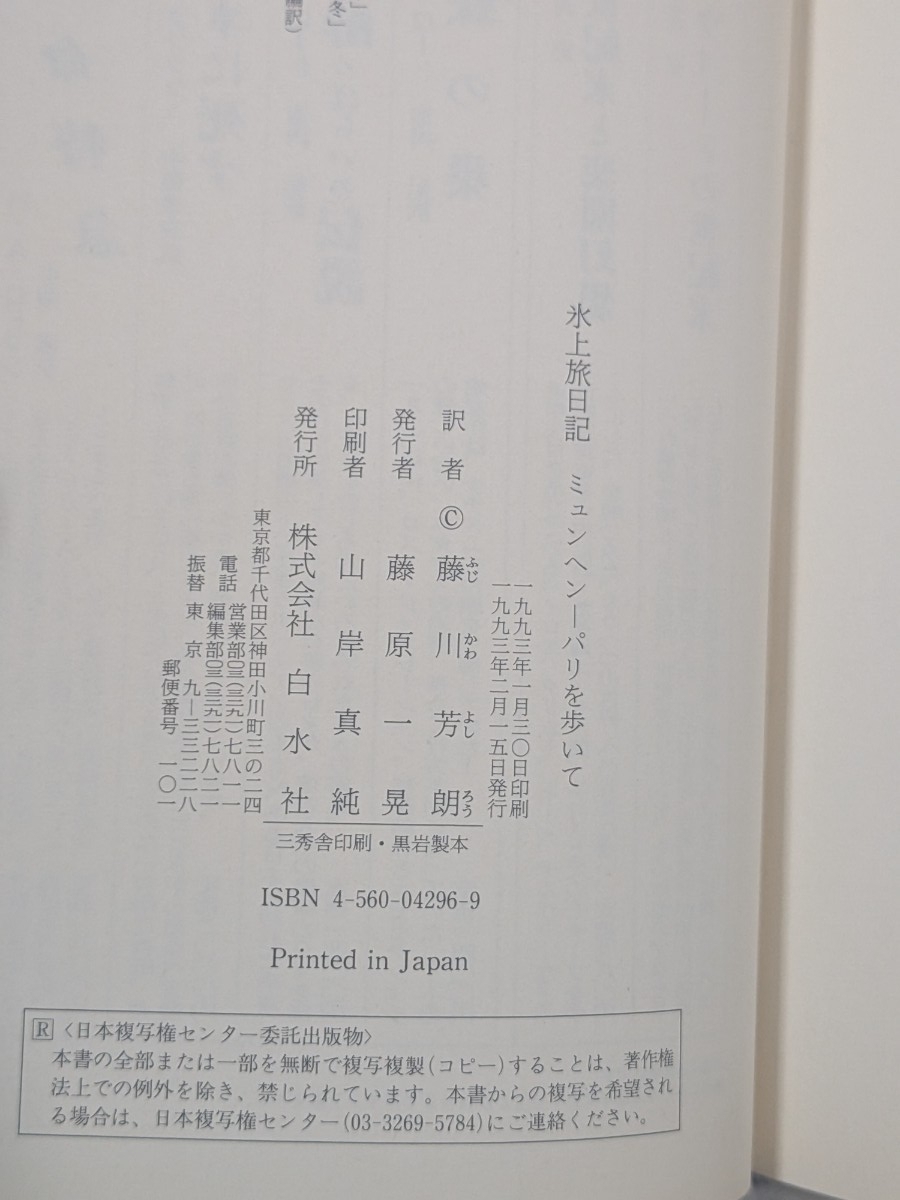 氷上旅日記 ミュンヘン―パリを歩いて
一九九三年一月三〇日印刷
一九九三年二月一五日発行
訳者 © 藤川芳朗
ふじ かわ よし ろう
発行者 藤原一晃
印刷者 山岸真純
発行所 株式会社白水社
東京都千代田区神田小川町三の二四
電話 営業部〇三(三二九一)七八一一
編集部〇三(三二九一)七八二一
振替 東京 九―三三二二八
郵便番号 一〇一
三秀舎印刷・黒岩製本
ISBN 4-560-04296-9
Printed in Japan
R 〈日本複写権センター委託出版物〉
本書の全部または一部を無断で複写複製(コピー)することは、著作権
法上での例外を除き、禁じられています。本書からの複写を希望され
る場合は、日本複写権センター(03-3269-5784)にご連絡ください。